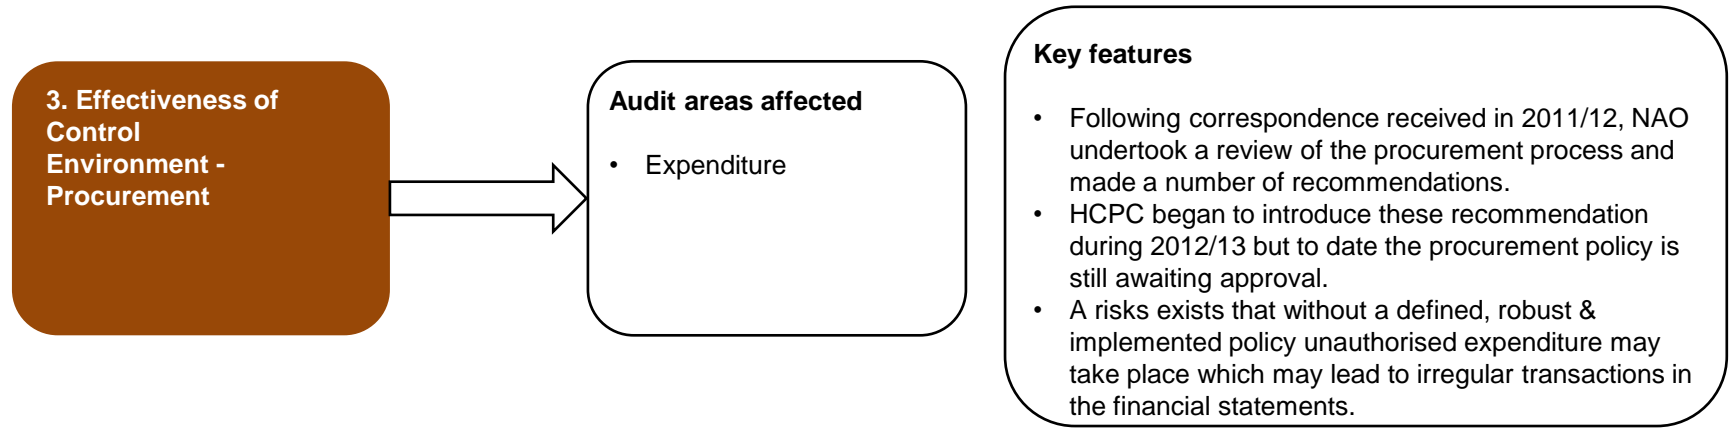 3. Effectiveness of
Control
Environment -
Procurement
Audit areas affected
• Expenditure
Key features
• Following correspondence received in 2011/12, NAO
undertook a review of the procurement process and
made a number of recommendations.
• HCPC began to introduce these recommendation
during 2012/13 but to date the procurement policy is
still awaiting approval.
• A risks exists that without a defined, robust &
implemented policy unauthorised expenditure may
take place which may lead to irregular transactions in
the financial statements.